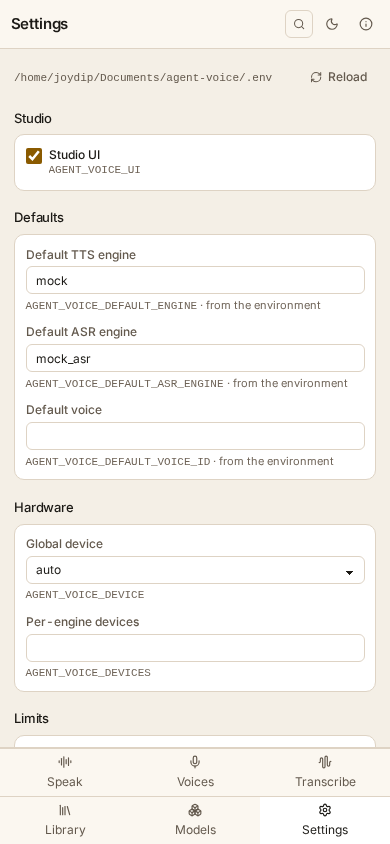 Settings
/home/joydip/Documents/agent-voice/.env
Reload
Studio
Studio UI
AGENT_VOICE_UI
Defaults
Default TTS engine
mock
AGENT_VOICE_DEFAULT_ENGINE · from the environment
Default ASR engine
mock_asr
AGENT_VOICE_DEFAULT_ASR_ENGINE · from the environment
Default voice
AGENT_VOICE_DEFAULT_VOICE_ID · from the environment
Hardware
Global device
auto
AGENT_VOICE_DEVICE
Per-engine devices
AGENT_VOICE_DEVICES
Limits
Speak Voices Transcribe
Library Models Settings